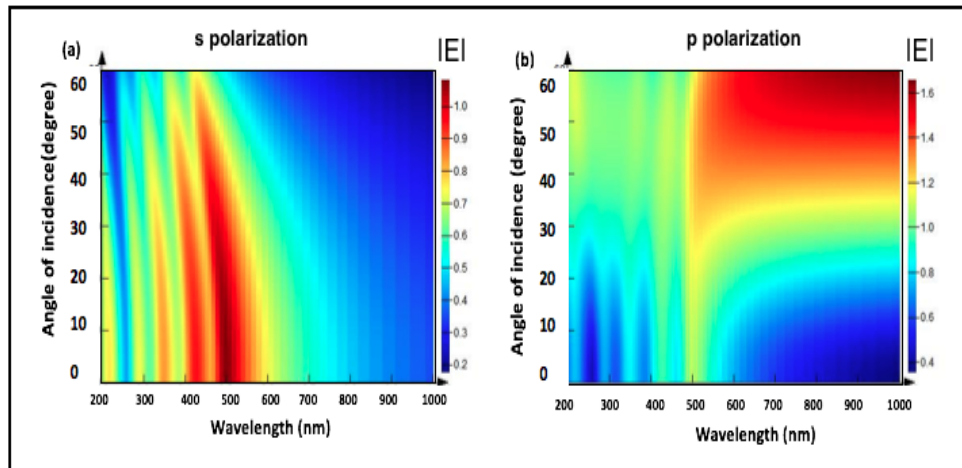 s polarization
(a)
|E|
Angle of incidence(degree)
60
50
40
30
20
10
0
200 300 400 500 600 700 800 900 1000
Wavelength (nm)
1.0
0.9
0.8
0.7
0.6
0.5
0.4
0.3
0.2
p polarization
(b)
|E|
Angle of incidence (degree)
60
50
40
30
20
10
0
200 300 400 500 600 700 800 900 1000
Wavelength (nm)
1.6
1.4
1.2
1.0
0.8
0.6
0.4